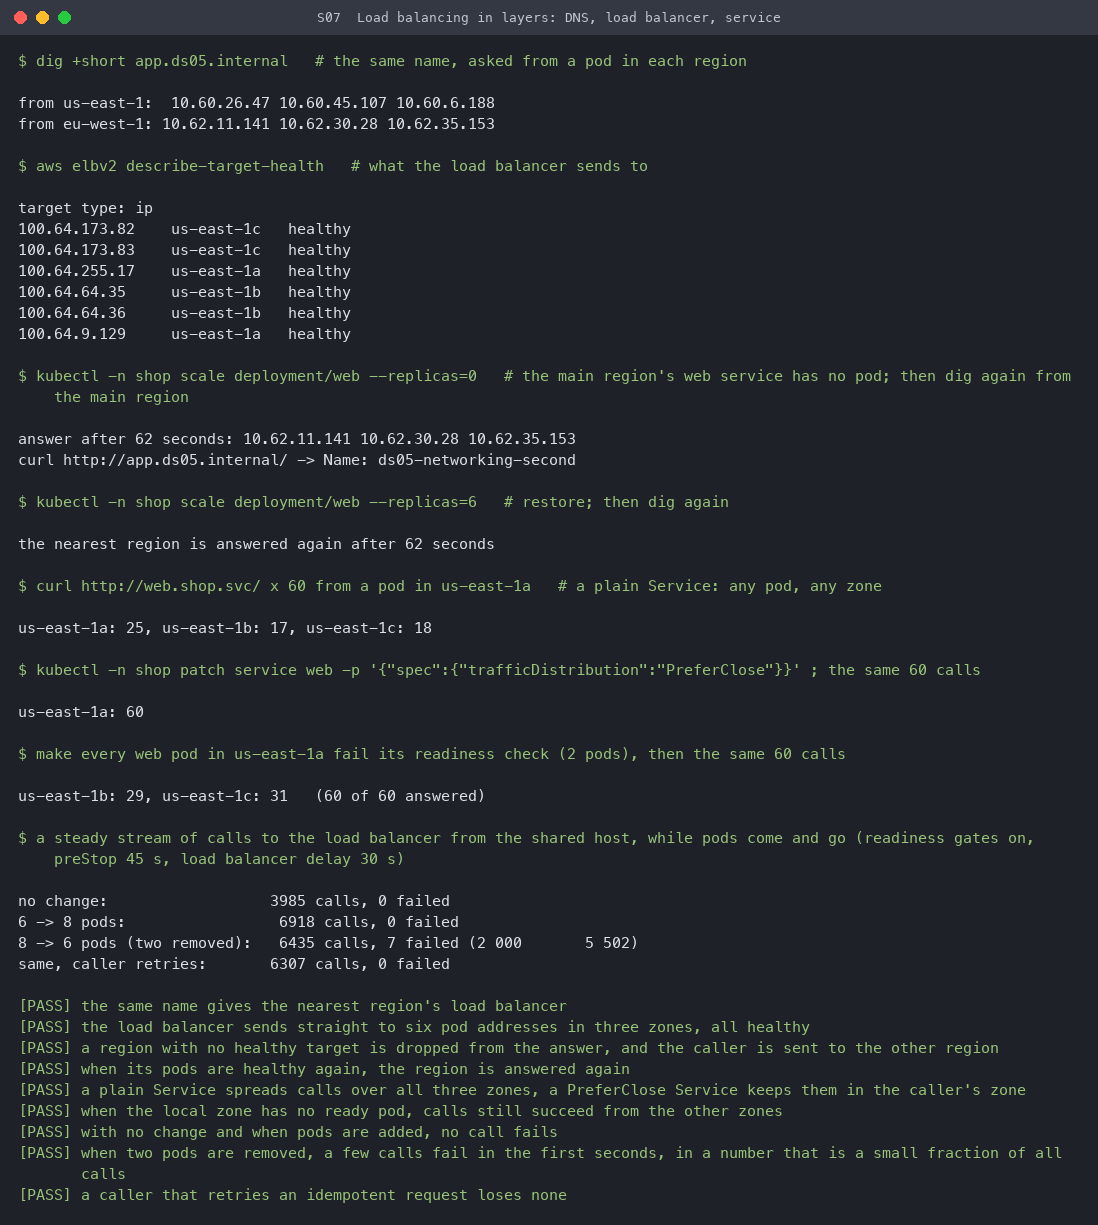 S07  Load balancing in layers: DNS, load balancer, service
$ dig +short app.ds05.internal   # the same name, asked from a pod in each region
from us-east-1:  10.60.26.47 10.60.45.107 10.60.6.188
from eu-west-1: 10.62.11.141 10.62.30.28 10.62.35.153
$ aws elbv2 describe-target-health   # what the load balancer sends to
target type: ip
100.64.173.82    us-east-1c   healthy
100.64.173.83    us-east-1c   healthy
100.64.255.17    us-east-1a   healthy
100.64.64.35     us-east-1b   healthy
100.64.64.36     us-east-1b   healthy
100.64.9.129     us-east-1a   healthy
$ kubectl -n shop scale deployment/web --replicas=0   # the main region's web service has no pod; then dig again from
    the main region
answer after 62 seconds: 10.62.11.141 10.62.30.28 10.62.35.153
curl http://app.ds05.internal/ -> Name: ds05-networking-second
$ kubectl -n shop scale deployment/web --replicas=6   # restore; then dig again
the nearest region is answered again after 62 seconds
$ curl http://web.shop.svc/ x 60 from a pod in us-east-1a   # a plain Service: any pod, any zone
us-east-1a: 25, us-east-1b: 17, us-east-1c: 18
$ kubectl -n shop patch service web -p '{"spec":{"trafficDistribution":"PreferClose"}}' ; the same 60 calls
us-east-1a: 60
$ make every web pod in us-east-1a fail its readiness check (2 pods), then the same 60 calls
us-east-1b: 29, us-east-1c: 31   (60 of 60 answered)
$ a steady stream of calls to the load balancer from the shared host, while pods come and go (readiness gates on,
    preStop 45 s, load balancer delay 30 s)
no change:                  3985 calls, 0 failed
6 -> 8 pods:                 6918 calls, 0 failed
8 -> 6 pods (two removed):   6435 calls, 7 failed (2 000       5 502)
same, caller retries:       6307 calls, 0 failed
[PASS] the same name gives the nearest region's load balancer
[PASS] the load balancer sends straight to six pod addresses in three zones, all healthy
[PASS] a region with no healthy target is dropped from the answer, and the caller is sent to the other region
[PASS] when its pods are healthy again, the region is answered again
[PASS] a plain Service spreads calls over all three zones, a PreferClose Service keeps them in the caller's zone
[PASS] when the local zone has no ready pod, calls still succeed from the other zones
[PASS] with no change and when pods are added, no call fails
[PASS] when two pods are removed, a few calls fail in the first seconds, in a number that is a small fraction of all
       calls
[PASS] a caller that retries an idempotent request loses none